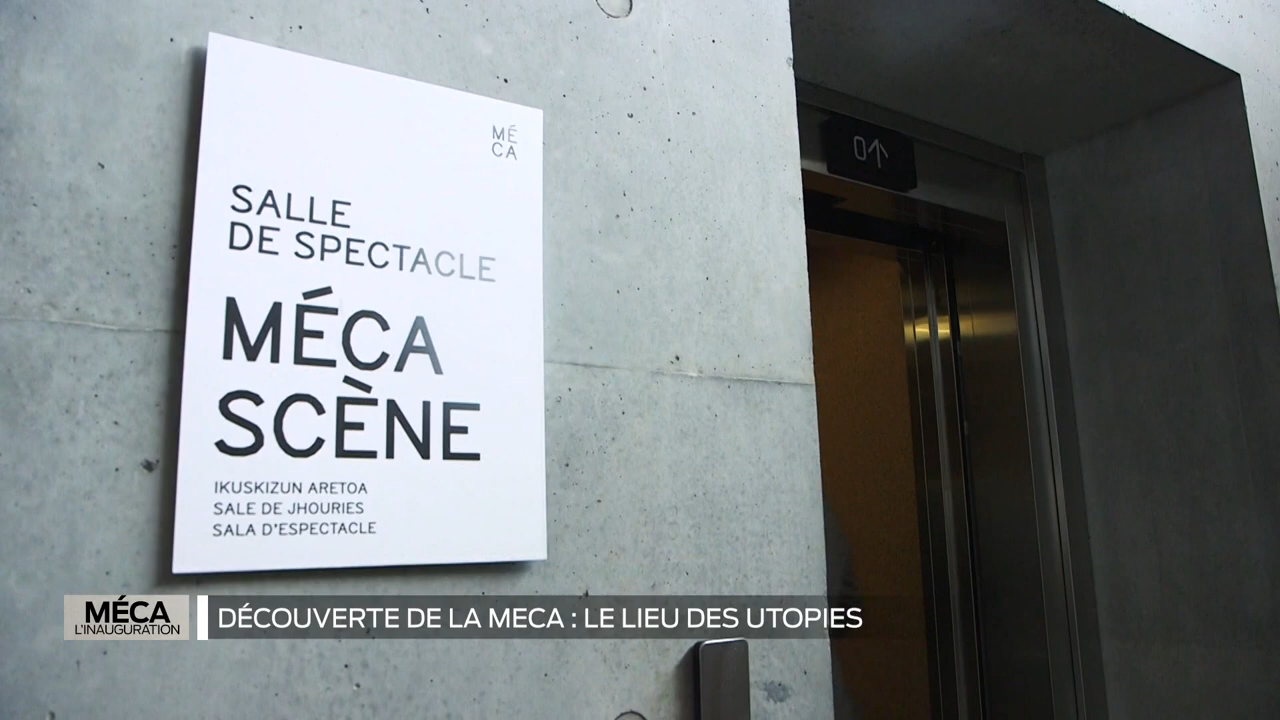 MÉ
CA
SALLE
DE SPECTACLE
MÉCA
SCÈNE
IKUSKIZUN ARETOA
SALE DE JHOURIES
SALA D'ESPECTACLE
0↑
MÉCA
L'INAUGURATION
DÉCOUVERTE DE LA MECA : LE LIEU DES UTOPIES